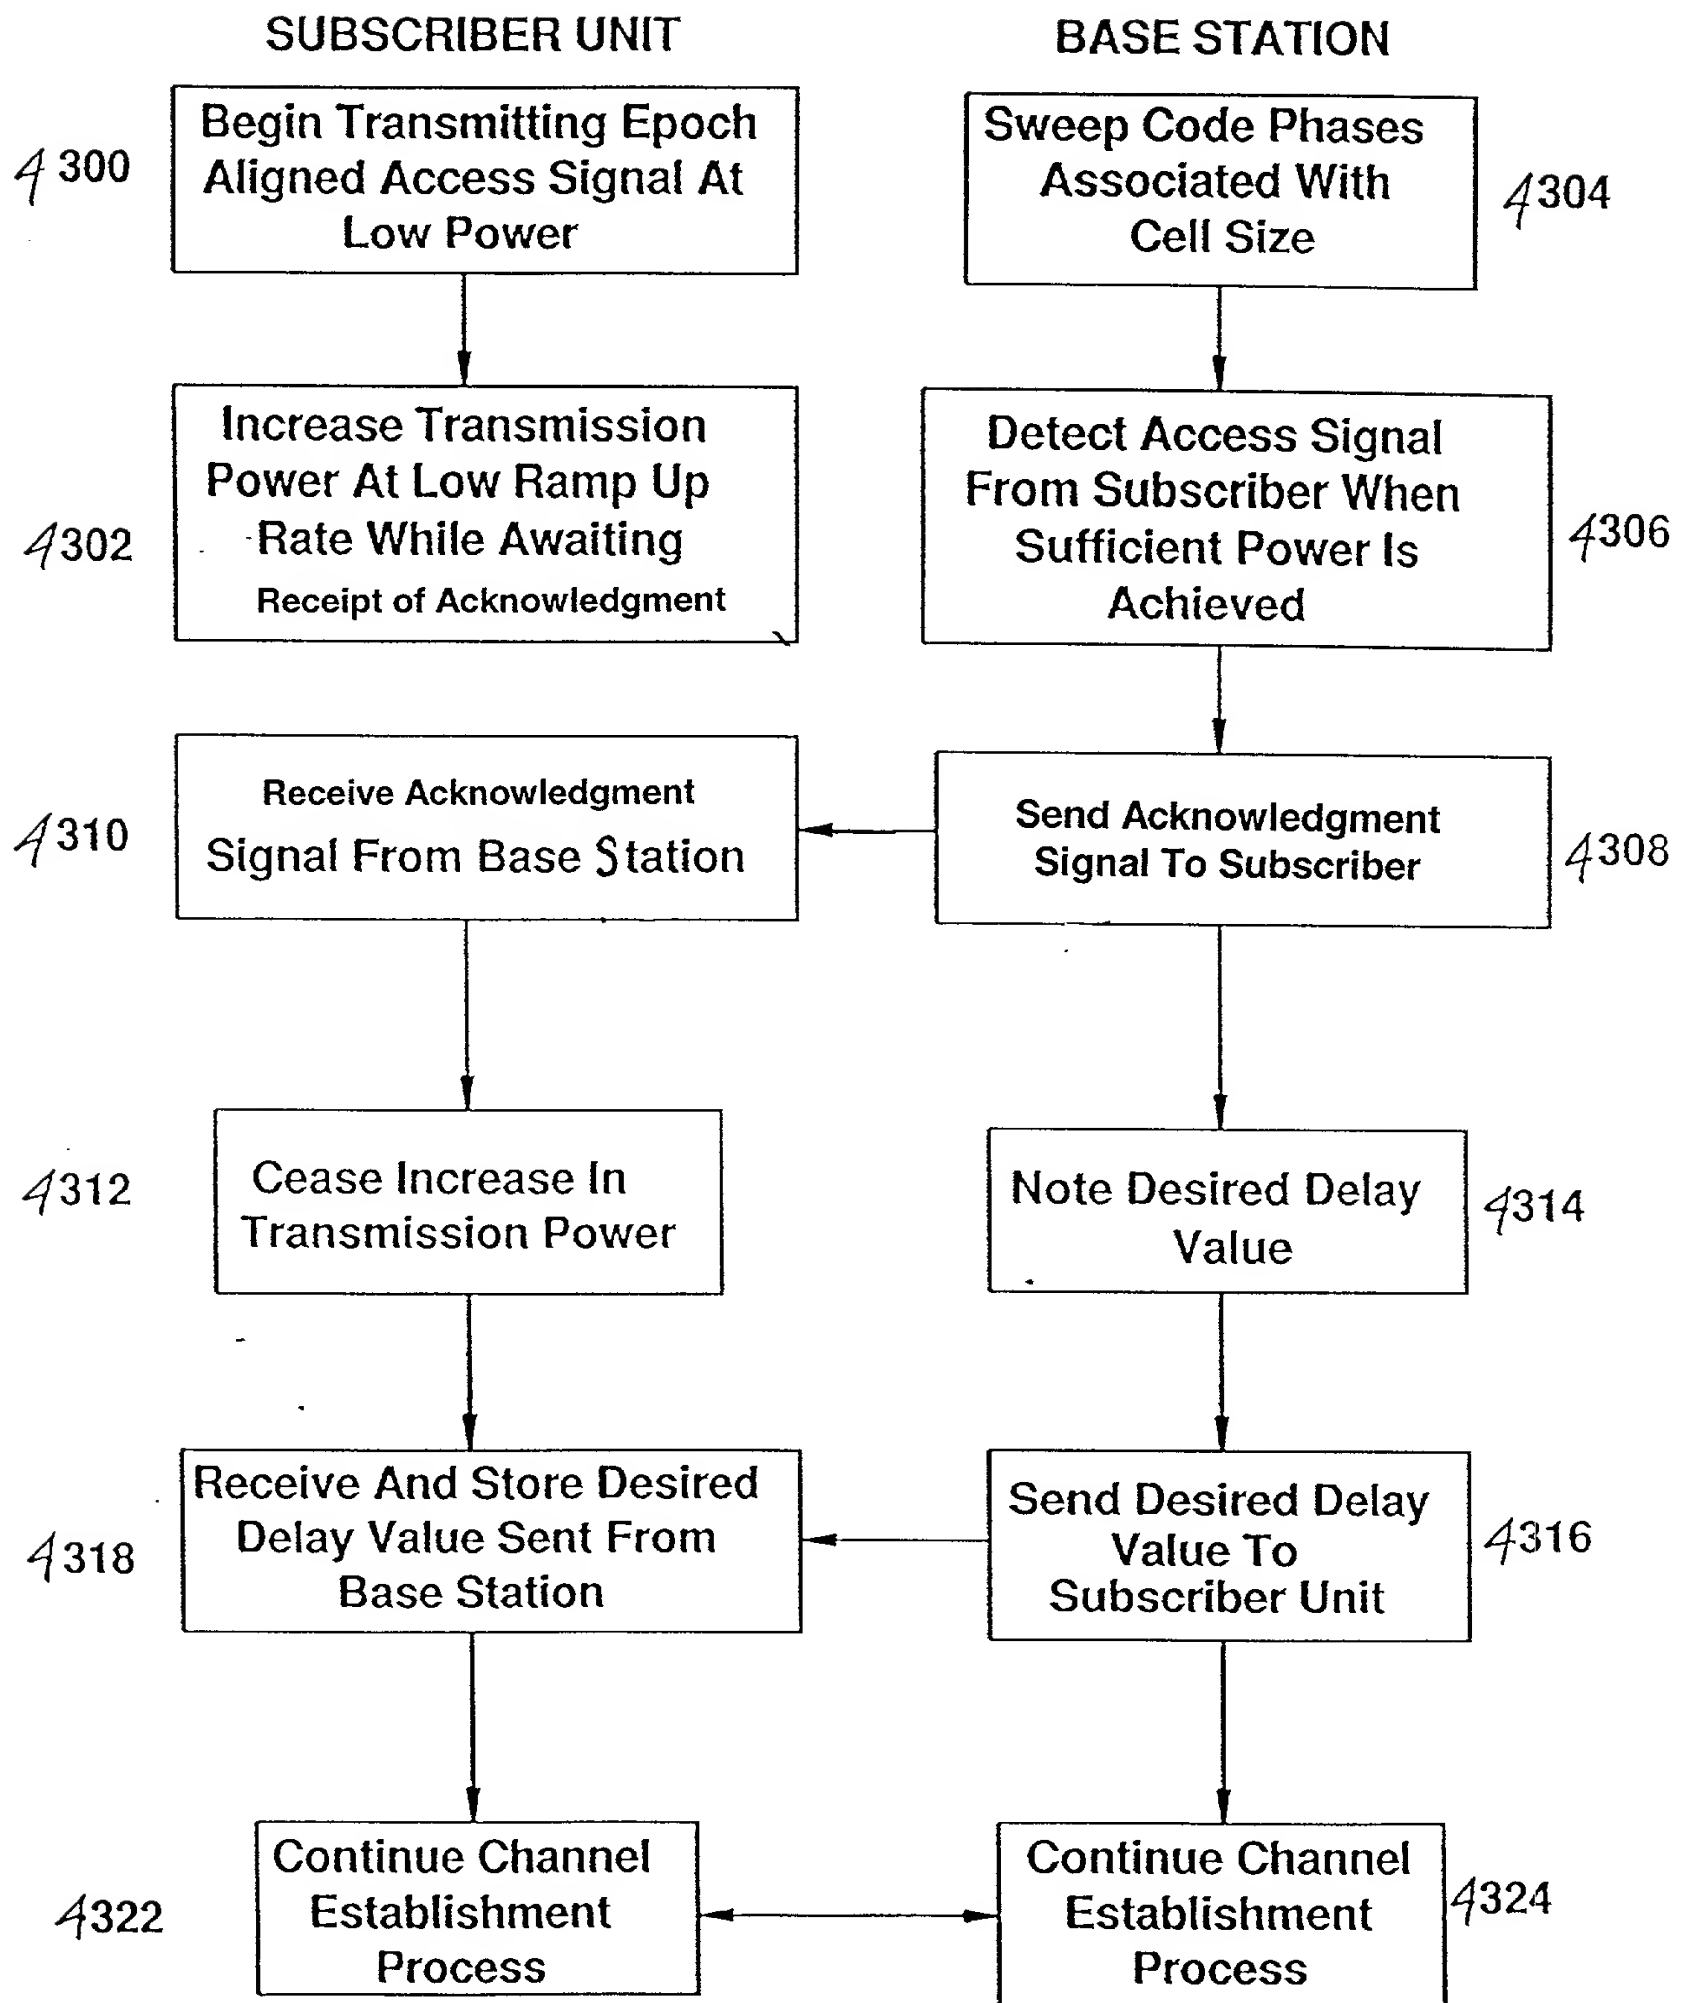 SUBSCRIBER UNIT
BASE STATION
4300
Begin Transmitting Epoch
Aligned Access Signal At
Low Power
Sweep Code Phases
Associated With
Cell Size
4304
4302
Increase Transmission
Power At Low Ramp Up
Rate While Awaiting
Receipt of Acknowledgment
Detect Access Signal
From Subscriber When
Sufficient Power Is
Achieved
4306
4310
Receive Acknowledgment
Signal From Base Station
Send Acknowledgment
Signal To Subscriber
4308
4312
Cease Increase In
Transmission Power
Note Desired Delay
Value
4314
4318
Receive And Store Desired
Delay Value Sent From
Base Station
Send Desired Delay
Value To
Subscriber Unit
4316
4322
Continue Channel
Establishment
Process
Continue Channel
Establishment
Process
4324